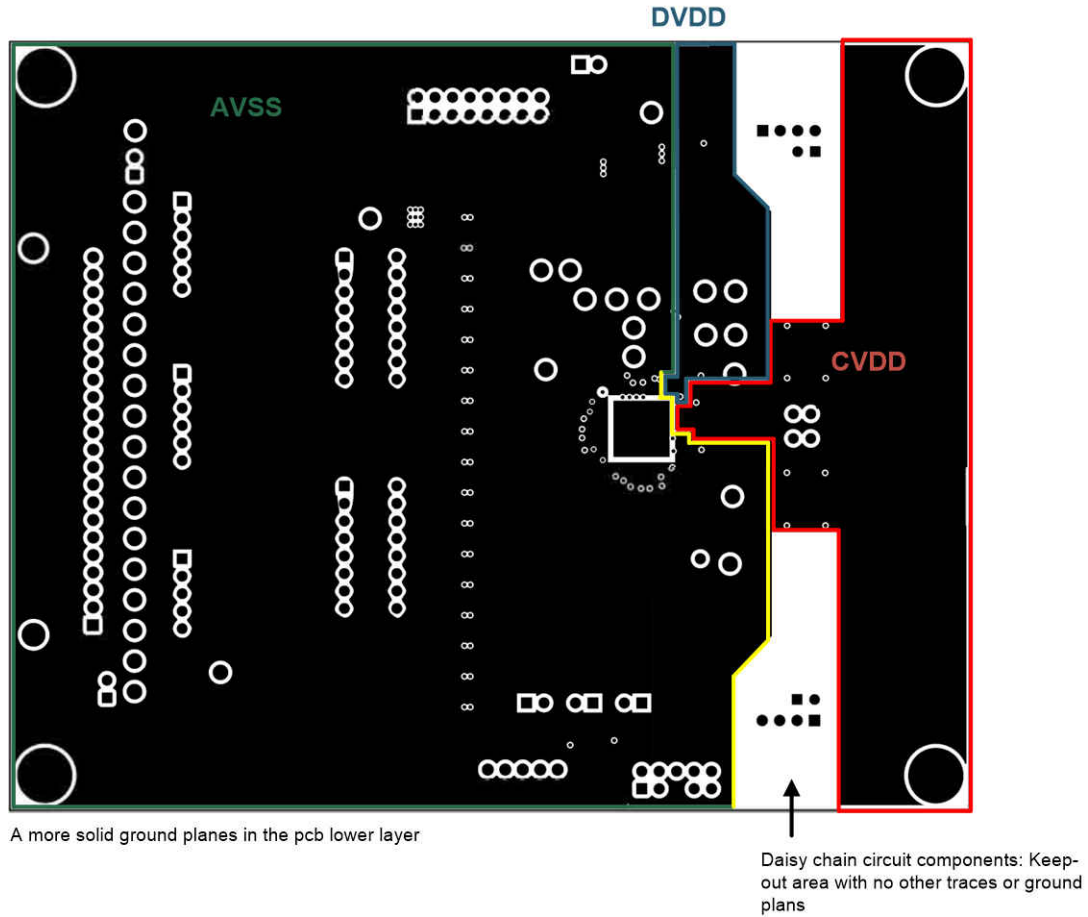 DVDD
AVSS
CVDD
A more solid ground planes in the pcb lower layer
Daisy chain circuit components: Keep-
out area with no other traces or ground
plans